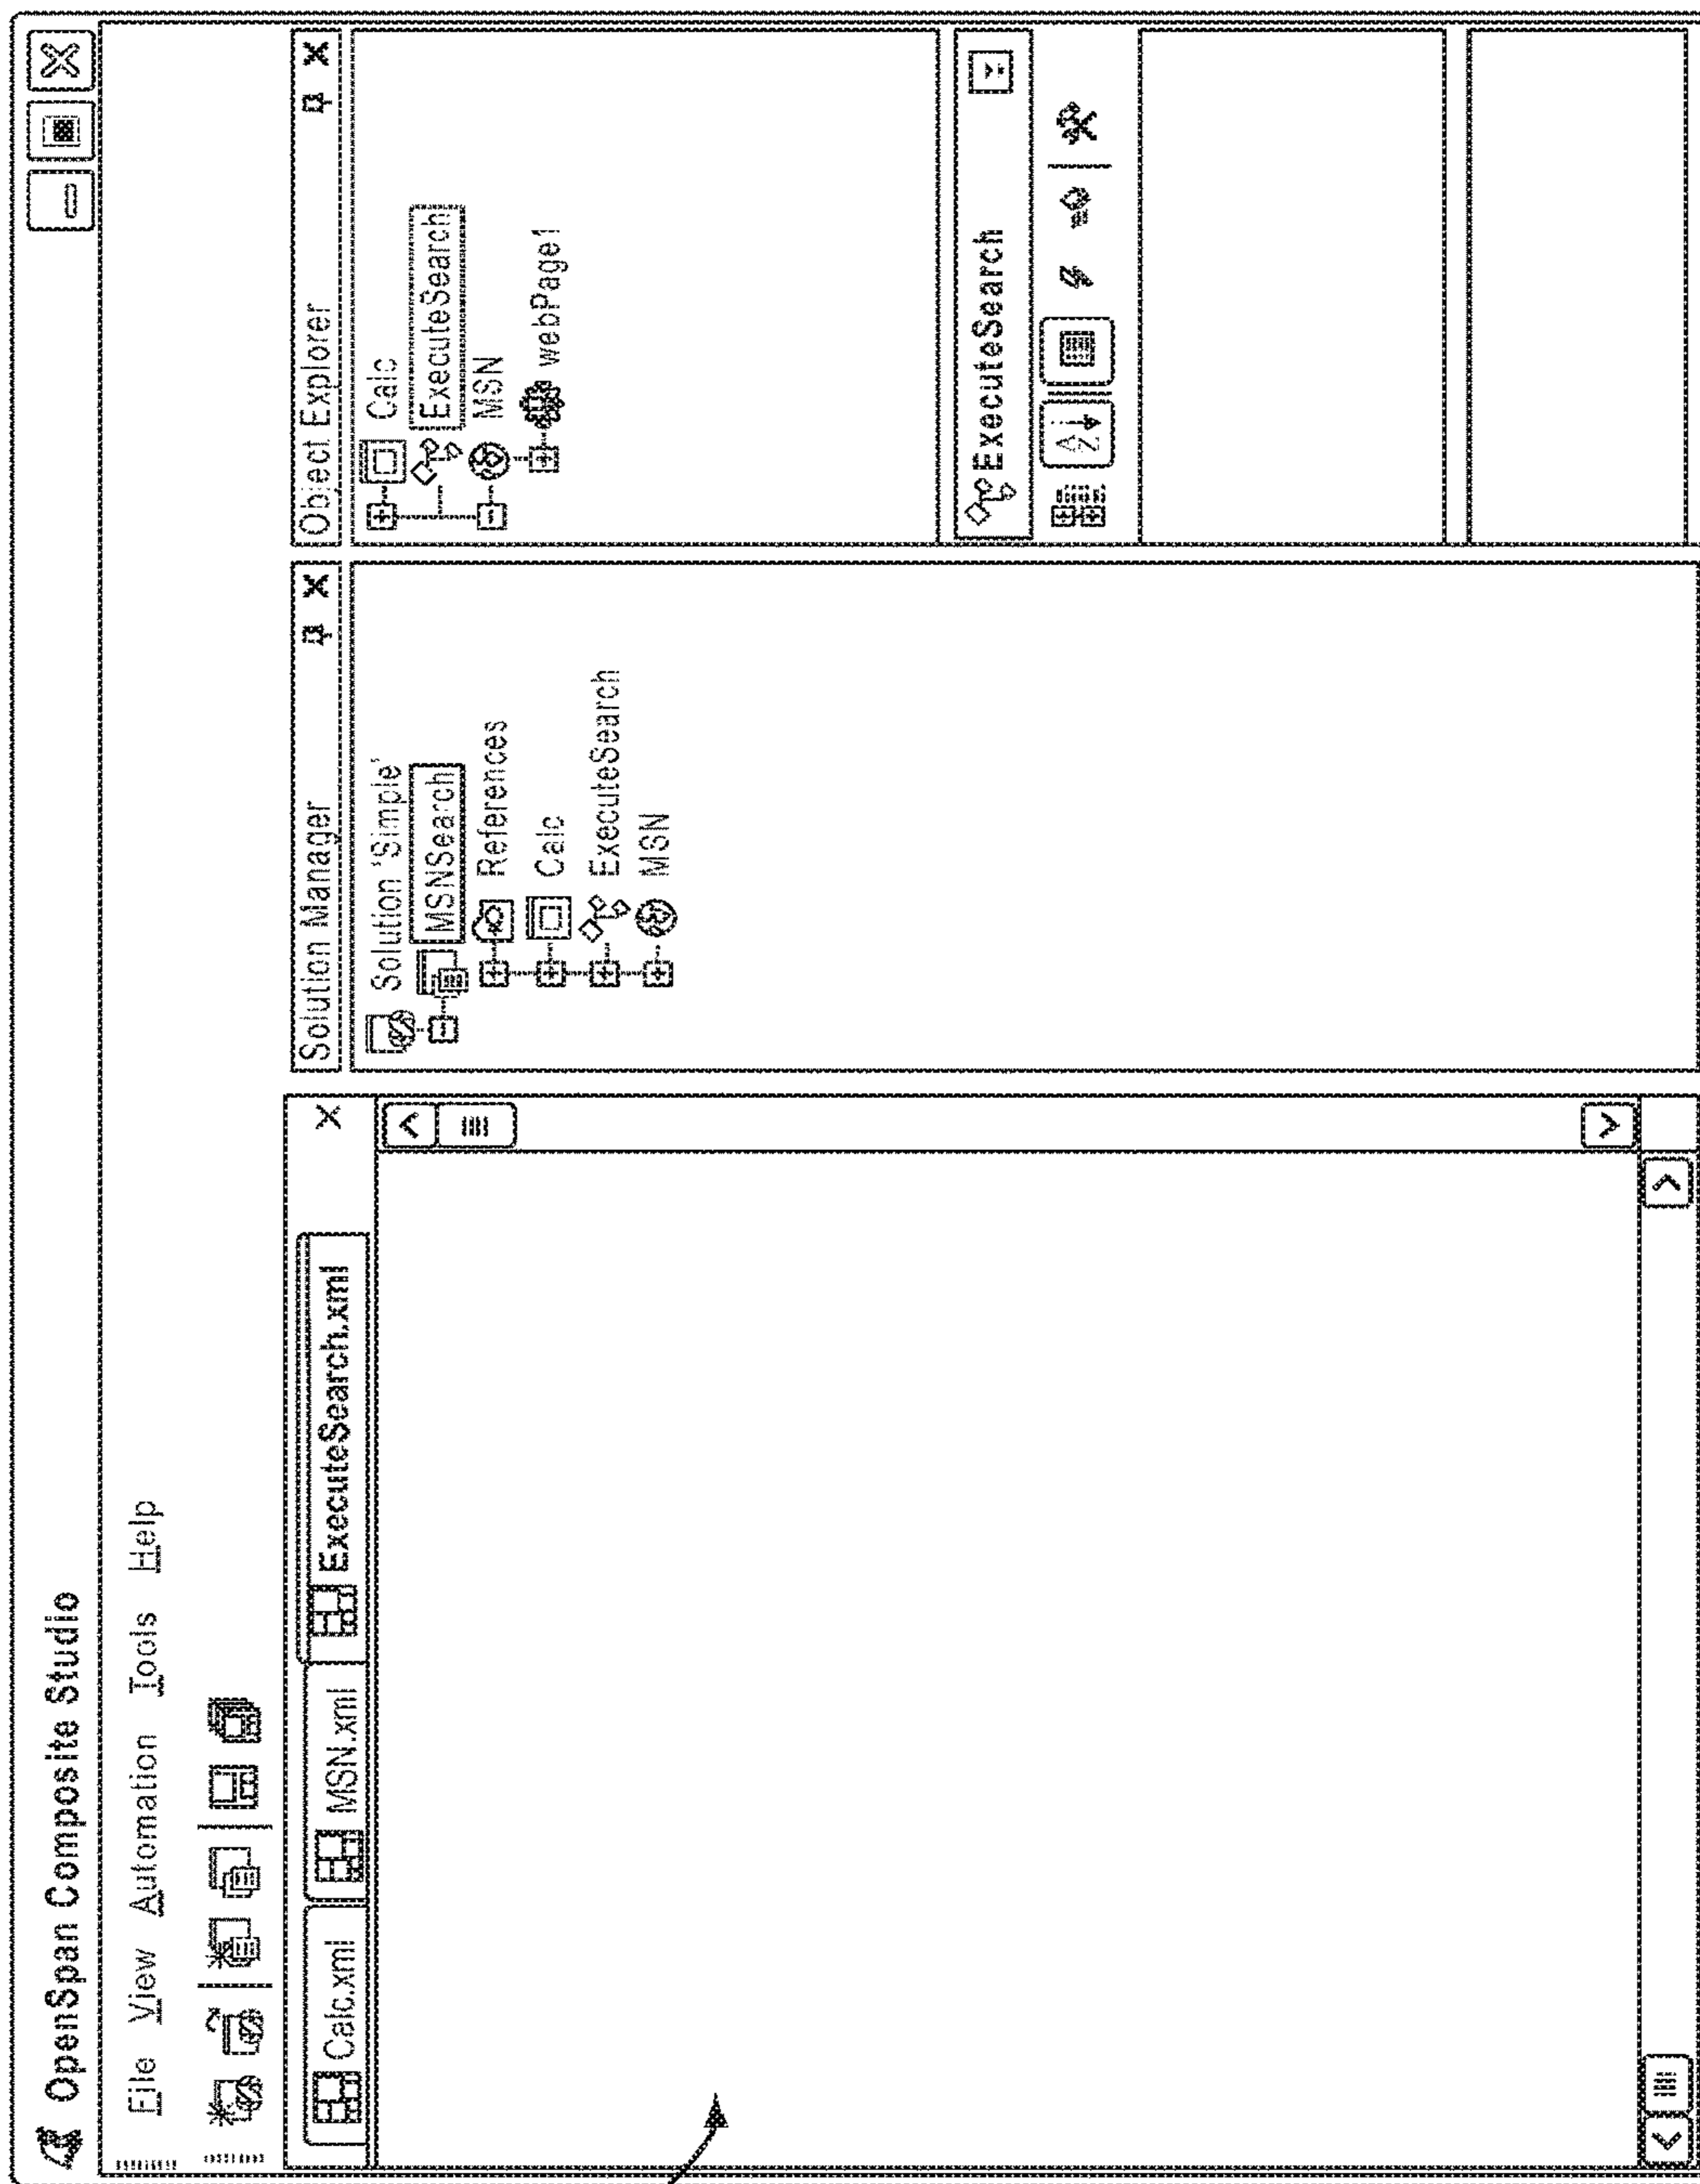 OpenSpan Composite Studio
File View Automation Tools Help
Calc.xml MSN.xml ExecuteSearch.xml
Solution Manager
Solution 'Simple'
MSNSearch
References
Calc
ExecuteSearch
MSN
Object Explorer
Calc
ExecuteSearch
MSN
webPage1
ExecuteSearch
A
Z